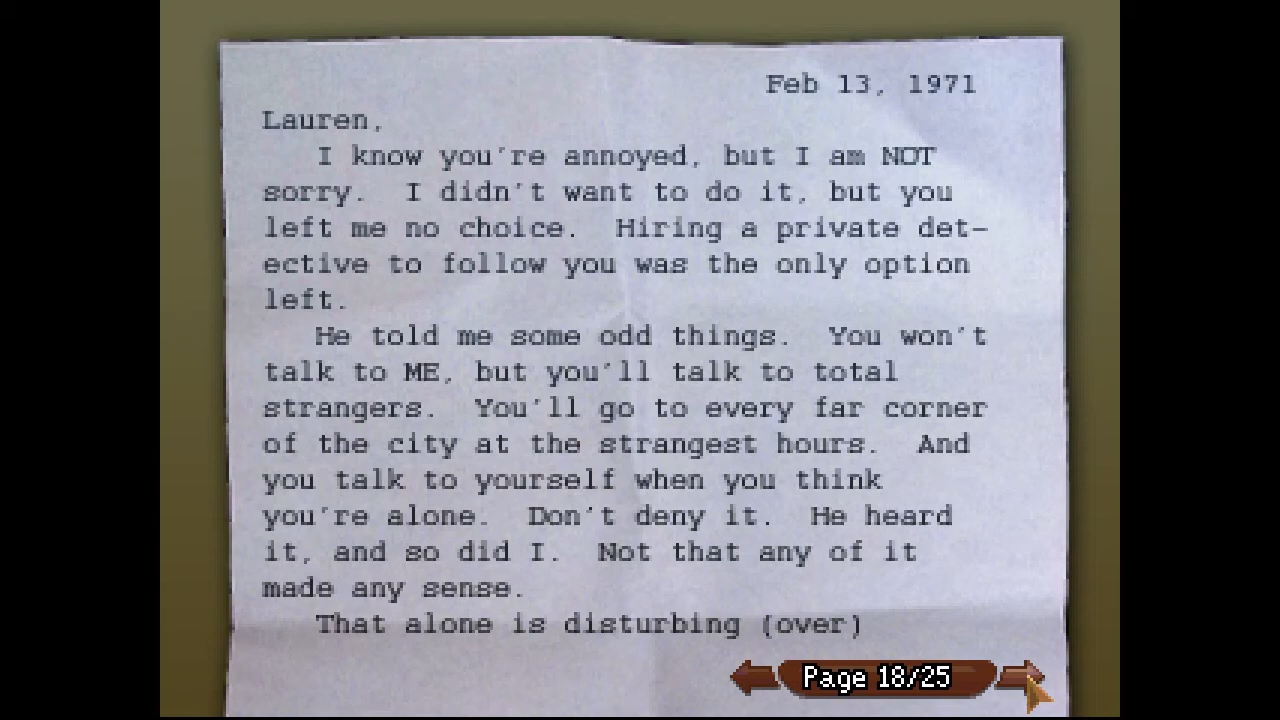 Feb 13, 1971
Lauren,
I know you're annoyed, but I am NOT
sorry. I didn't want to do it, but you
left me no choice. Hiring a private det-
ective to follow you was the only option
left.
He told me some odd things. You won't
talk to ME, but you'll talk to total
strangers. You'll go to every far corner
of the city at the strangest hours. And
you talk to yourself when you think
you're alone. Don't deny it. He heard
it, and so did I. Not that any of it
made any sense.
That alone is disturbing (over)
Page 18/25